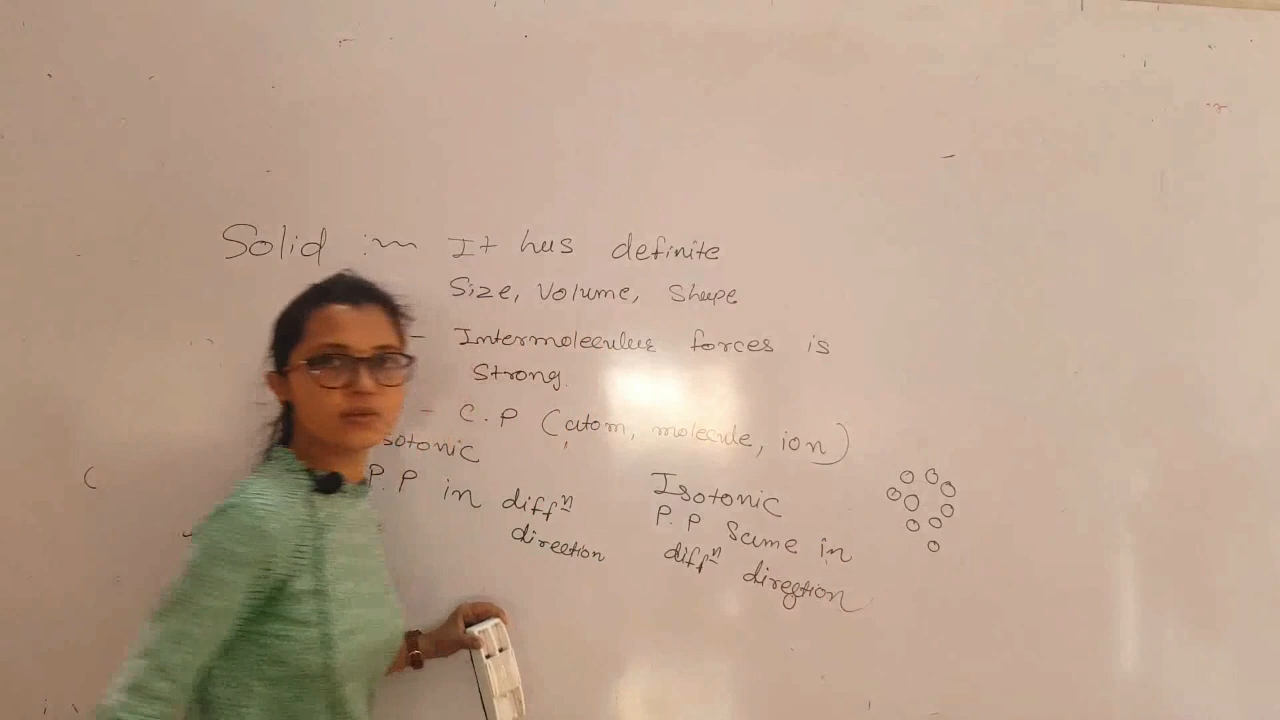 Solid :~ It has definite
Size, Volume, Shape
- Intermolecular forces is
Strong.
- C.P (atom, molecule, ion)
sotonic
P.P in diffⁿ
direction
Isotonic
P.P Same in
diffⁿ direction